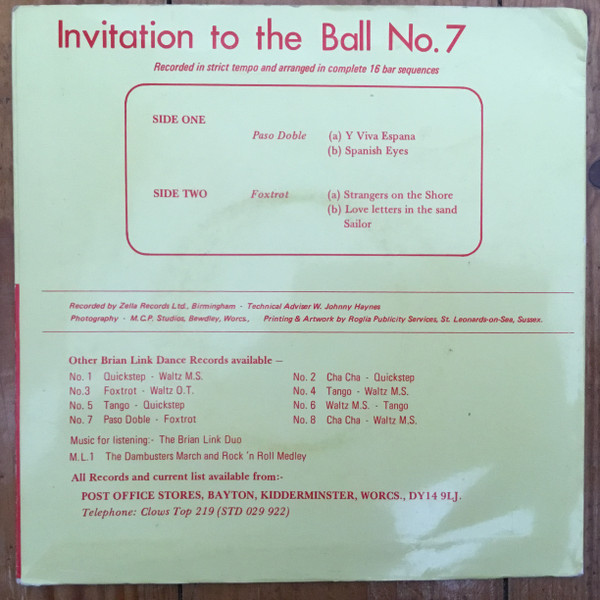 Invitation to the Ball No. 7
Recorded in strict tempo and arranged in complete 16 bar sequences
SIDE ONE
Paso Doble (a) Y Viva Espana
(b) Spanish Eyes
SIDE TWO Foxtrot (a) Strangers on the Shore
(b) Love letters in the sand
Sailor
Recorded by Zella Records Ltd., Birmingham - Technical Adviser W. Johnny Haynes
Photography - M.C.P. Studios, Bewdley, Worcs., Printing & Artwork by Roglia Publicity Services, St. Leonards-on-Sea, Sussex.
Other Brian Link Dance Records available —
No. 1 Quickstep - Waltz M.S. No. 2 Cha Cha - Quickstep
No.3 Foxtrot - Waltz O.T. No. 4 Tango - Waltz M.S.
No. 5 Tango - Quickstep No. 6 Waltz M.S. - Tango
No. 7 Paso Doble - Foxtrot No. 8 Cha Cha - Waltz M.S.
Music for listening:- The Brian Link Duo
M.L.1 The Dambusters March and Rock 'n Roll Medley
All Records and current list available from:-
POST OFFICE STORES, BAYTON, KIDDERMINSTER, WORCS., DY14 9LJ.
Telephone: Clows Top 219 (STD 029 922)